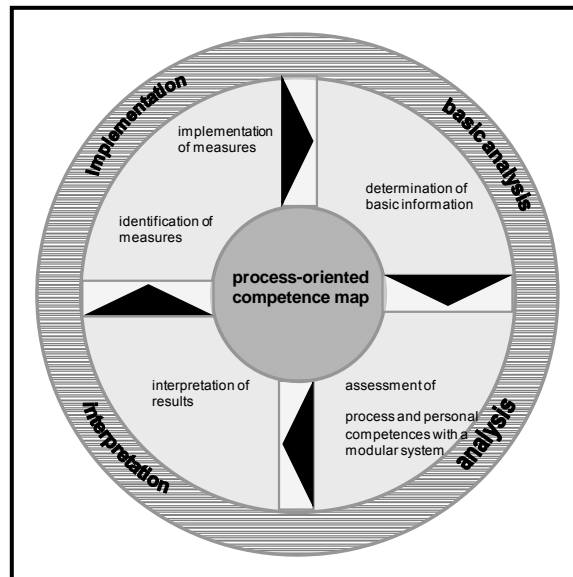 implementation
basic analysis
analysis
interpretation
implementation
of measures
identification of
measures
determination of
basic information
process-oriented
competence map
interpretation of
results
assessment of
process and personal
competences with a
modular system